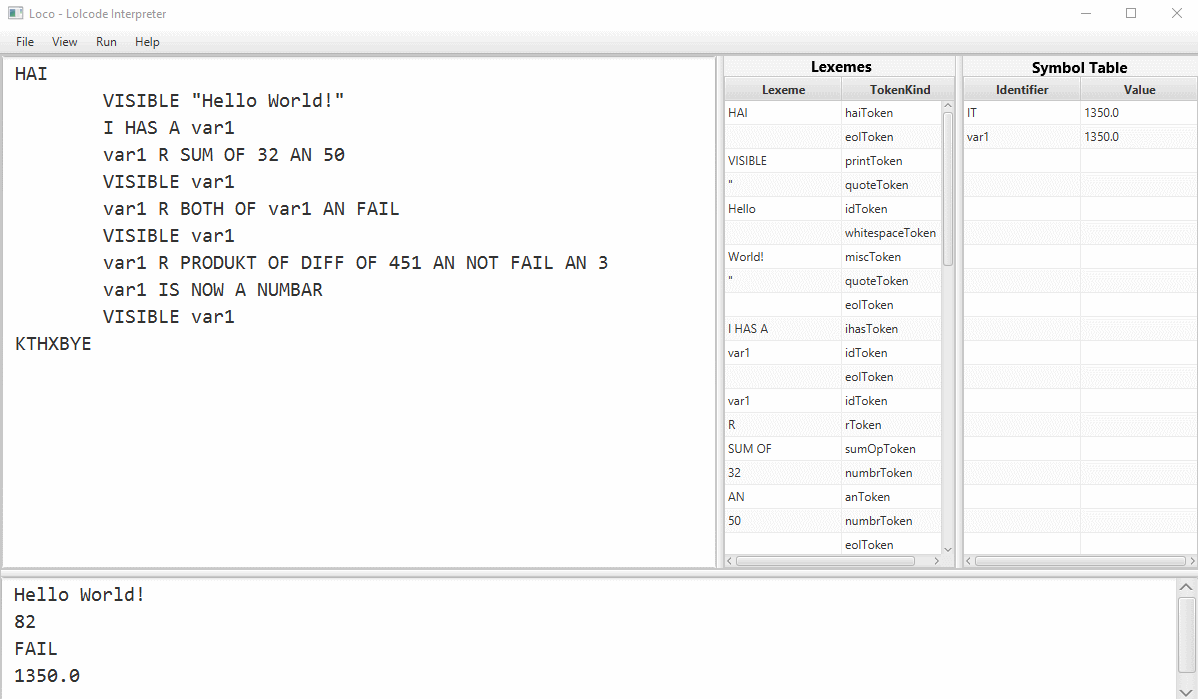 Loco - Lolcode Interpreter
File View Run Help
HAI
VISIBLE "Hello World!"
I HAS A var1
var1 R SUM OF 32 AN 50
VISIBLE var1
var1 R BOTH OF var1 AN FAIL
VISIBLE var1
var1 R PRODUKT OF DIFF OF 451 AN NOT FAIL AN 3
var1 IS NOW A NUMBAR
VISIBLE var1
KTHXBYE
Lexemes
Lexeme TokenKind
HAI haiToken
eolToken
VISIBLE printToken
" quoteToken
Hello idToken
whitespaceToken
World! miscToken
" quoteToken
eolToken
I HAS A ihasToken
var1 idToken
eolToken
var1 idToken
R rToken
SUM OF sumOpToken
32 numbrToken
AN anToken
50 numbrToken
eolToken
Symbol Table
Identifier Value
IT 1350.0
var1 1350.0
Hello World!
82
FAIL
1350.0